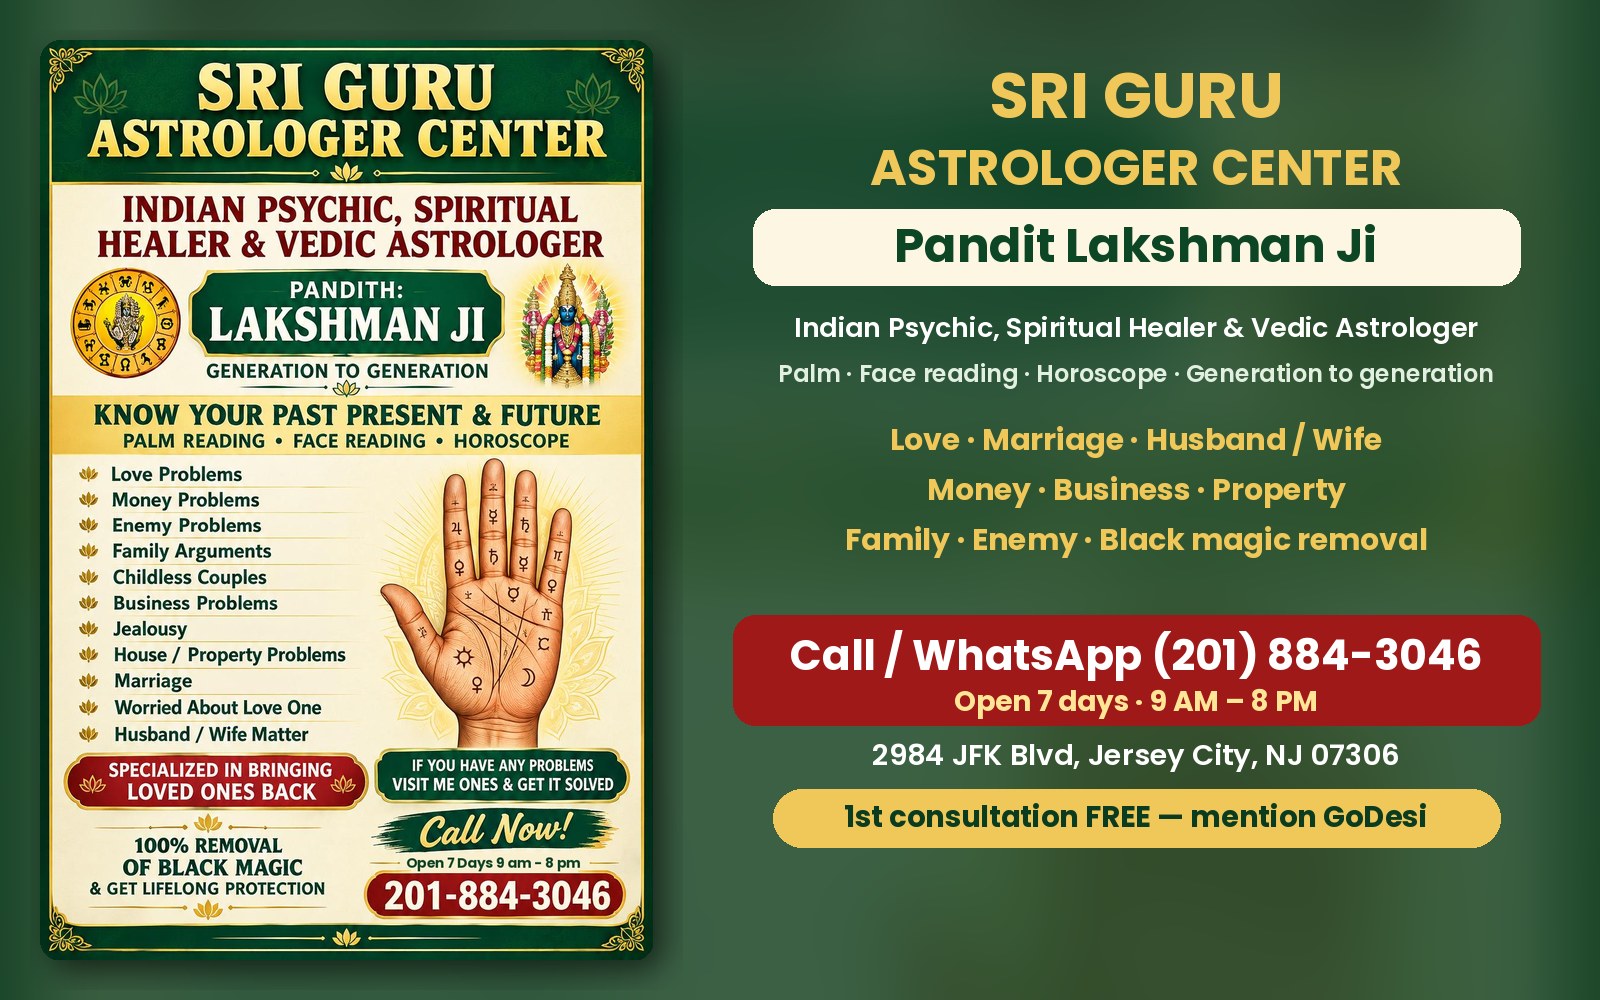 SRI GURU
ASTROLOGER CENTER
INDIAN PSYCHIC, SPIRITUAL
HEALER & VEDIC ASTROLOGER
PANDITH:
LAKSHMAN JI
GENERATION TO GENERATION
KNOW YOUR PAST PRESENT & FUTURE
PALM READING • FACE READING • HOROSCOPE
Love Problems
Money Problems
Enemy Problems
Family Arguments
Childless Couples
Business Problems
Jealousy
House / Property Problems
Marriage
Worried About Love One
Husband / Wife Matter
SPECIALIZED IN BRINGING
LOVED ONES BACK
IF YOU HAVE ANY PROBLEMS
VISIT ME ONES & GET IT SOLVED
100% REMOVAL
OF BLACK MAGIC
& GET LIFELONG PROTECTION
Call Now!
Open 7 Days 9 am - 8 pm
201-884-3046
SRI GURU
ASTROLOGER CENTER
Pandit Lakshman Ji
Indian Psychic, Spiritual Healer & Vedic Astrologer
Palm · Face reading · Horoscope · Generation to generation
Love · Marriage · Husband / Wife
Money · Business · Property
Family · Enemy · Black magic removal
Call / WhatsApp (201) 884-3046
Open 7 days · 9 AM – 8 PM
2984 JFK Blvd, Jersey City, NJ 07306
1st consultation FREE — mention GoDesi